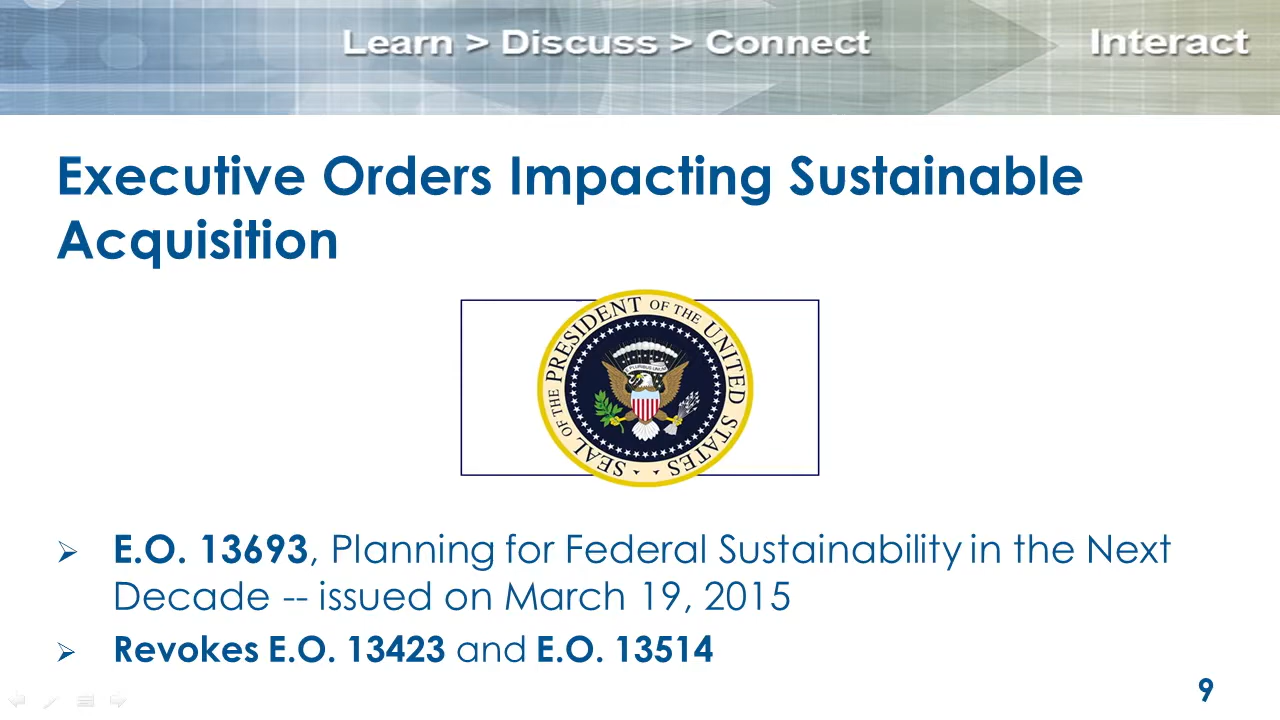 Learn > Discuss > Connect
Interact
Executive Orders Impacting Sustainable
Acquisition
SEAL OF THE PRESIDENT OF THE UNITED STATES
E PLURIBUS UNUM
➢ E.O. 13693, Planning for Federal Sustainability in the Next
Decade -- issued on March 19, 2015
➢ Revokes E.O. 13423 and E.O. 13514
9